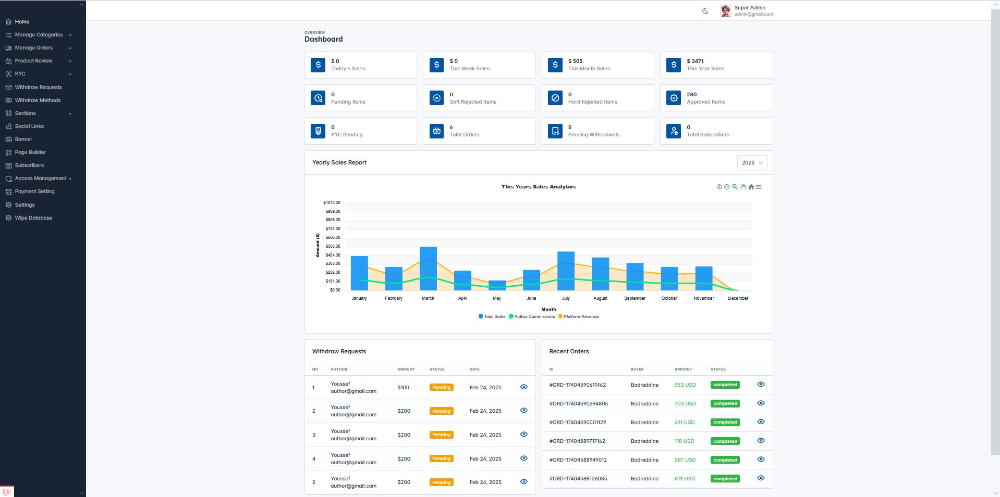 Super Admin
admin@gmail.com
Home
Manage Categories
Manage Orders
Product Review
KYC
Withdraw Requests
Withdraw Methods
Sections
Social Links
Banner
Page Builder
Subscribers
Access Management
Payment Setting
Settings
Wipe Database
OVERVIEW
Dashboard
$ 0
Today's Sales
$ 0
This Week Sales
$ 505
This Month Sales
$ 3471
This Year Sales
0
Pending Items
0
Soft Rejected Items
0
Hard Rejected Items
280
Approved Items
0
KYC Pending
6
Total Orders
5
Pending Withdrawals
0
Total Subscribers
Yearly Sales Report
2025
This Years Sales Analytics
Amount ($)
$1010.00
$909.00
$808.00
$707.00
$606.00
$505.00
$404.00
$303.00
$202.00
$101.00
$0.00
January February March April May June July August September October November December
Month
Total Sales Author Commissions Platform Revenue
Withdraw Requests
NO AUTHOR AMOUNT STATUS DATE
1 Youssef $100 Pending Feb 24, 2025
author@gmail.com
2 Youssef $200 Pending Feb 24, 2025
author@gmail.com
3 Youssef $200 Pending Feb 24, 2025
author@gmail.com
4 Youssef $200 Pending Feb 24, 2025
author@gmail.com
5 Youssef $200 Pending Feb 24, 2025
author@gmail.com
Recent Orders
ID BUYER AMOUNT STATUS
#ORD-17404590611462 Badreddine 553 USD completed
#ORD-17404590294805 Badreddine 703 USD completed
#ORD-17404590001129 Badreddine 691 USD completed
#ORD-17404589717162 Badreddine 118 USD completed
#ORD-17404588949012 Badreddine 587 USD completed
#ORD-17404588126035 Badreddine 819 USD completed